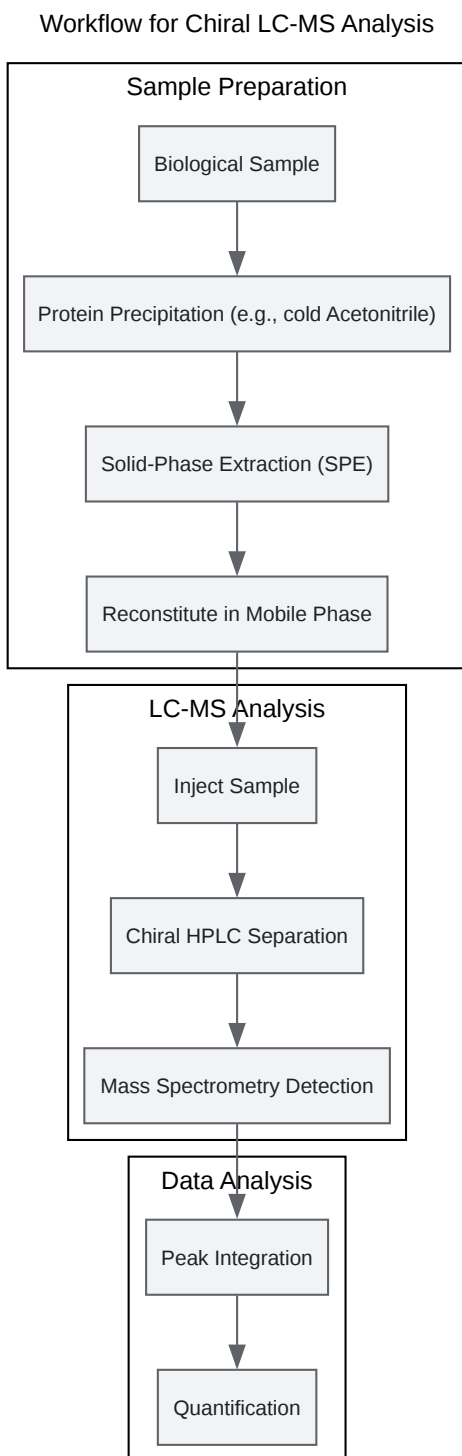 Workflow for Chiral LC-MS Analysis
Sample Preparation
Biological Sample
Protein Precipitation (e.g., cold Acetonitrile)
Solid-Phase Extraction (SPE)
Reconstitute in Mobile Phase
LC-MS Analysis
Inject Sample
Chiral HPLC Separation
Mass Spectrometry Detection
Data Analysis
Peak Integration
Quantification